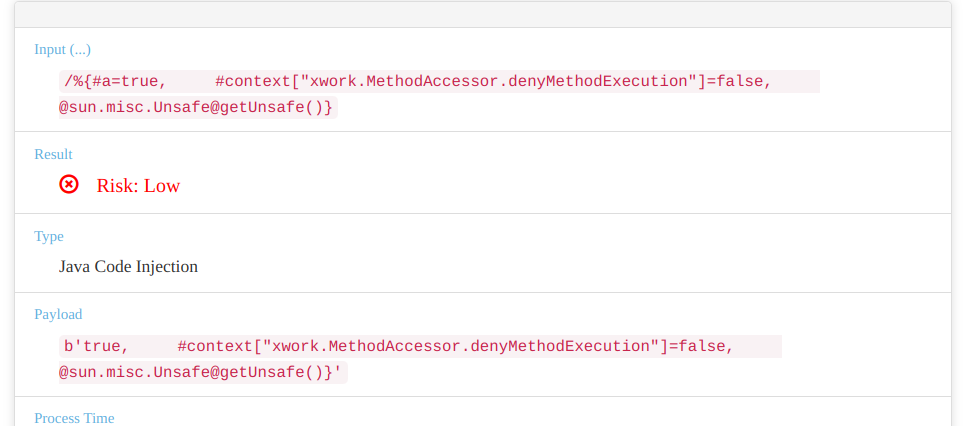 Input (...)
/%{#a=true,     #context["xwork.MethodAccessor.denyMethodExecution"]=false,
@sun.misc.Unsafe@getUnsafe()}
Result
Risk: Low
Type
Java Code Injection
Payload
b'true,     #context["xwork.MethodAccessor.denyMethodExecution"]=false,
@sun.misc.Unsafe@getUnsafe()}'
Process Time